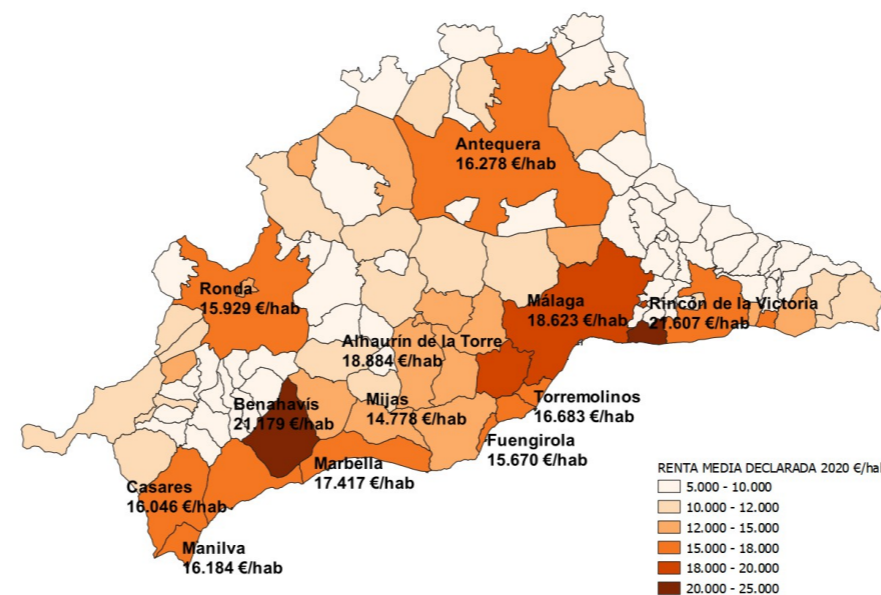 Antequera
16.278 €/hab
Ronda
15.929 €/hab
Málaga
18.623 €/hab
Rincón de la Victoria
21.607 €/hab
Alhaurín de la Torre
18.884 €/hab
Benahavís
21.179 €/hab
Mijas
14.778 €/hab
Torremolinos
16.683 €/hab
Fuengirola
15.670 €/hab
Marbella
17.417 €/hab
Casares
16.046 €/hab
Manilva
16.184 €/hab
RENTA MEDIA DECLARADA 2020 €/hab
5.000 - 10.000
10.000 - 12.000
12.000 - 15.000
15.000 - 18.000
18.000 - 20.000
20.000 - 25.000